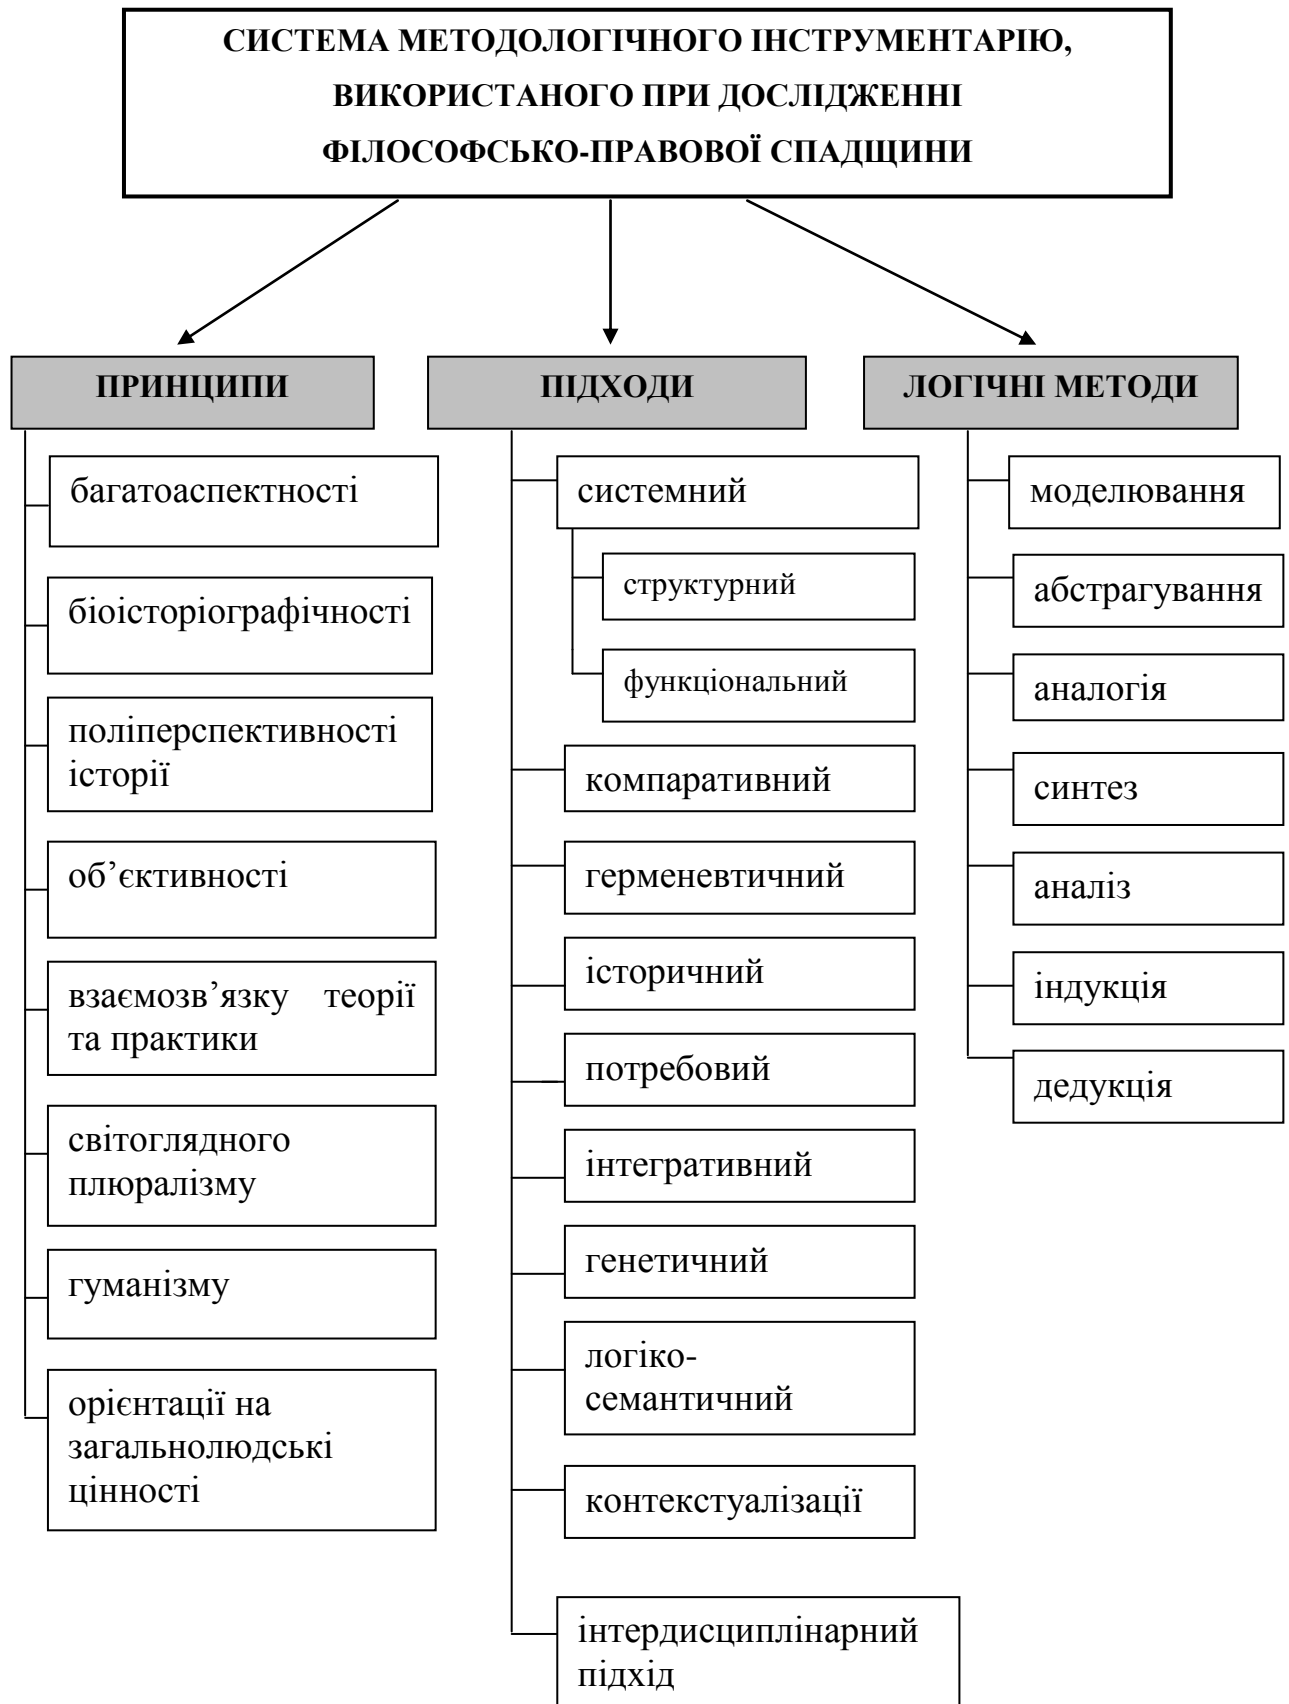 СИСТЕМА МЕТОДОЛОГІЧНОГО ІНСТРУМЕНТАРІЮ,
ВИКОРИСТАНОГО ПРИ ДОСЛІДЖЕННІ
ФІЛОСОФСЬКО-ПРАВОВОЇ СПАДЩИНИ
ПРИНЦИПИ
багатоаспектності
біоісторіографічності
поліперспективності
історії
об’єктивності
взаємозв’язку теорії
та практики
світоглядного
плюралізму
гуманізму
орієнтації на
загальнолюдські
цінності
ПІДХОДИ
системний
структурний
функціональний
компаративний
герменевтичний
історичний
потребовий
інтегративний
генетичний
логіко-
семантичний
контекстуалізації
інтердисциплінарний
підхід
ЛОГІЧНІ МЕТОДИ
моделювання
абстрагування
аналогія
синтез
аналіз
індукція
дедукція